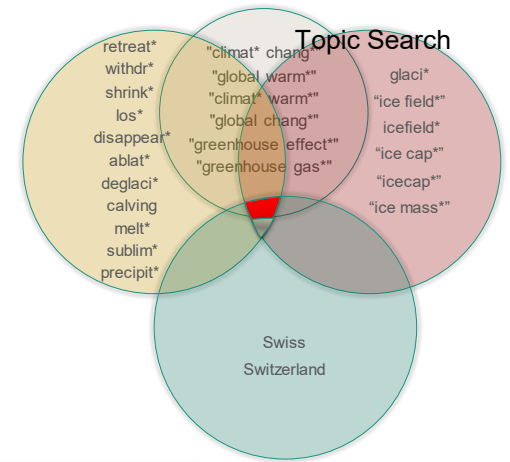 Topic Search
retreat*
withdr*
shrink*
los*
disappear*
ablat*
deglaci*
calving
melt*
sublim*
precipit*
"climat* chang*"
"global warm*"
"climat* warm*"
"global chang*"
"greenhouse effect*"
"greenhouse gas*"
glaci*
“ice field*”
icefield*
“ice cap*”
“icecap*”
“ice mass*”
Swiss
Switzerland